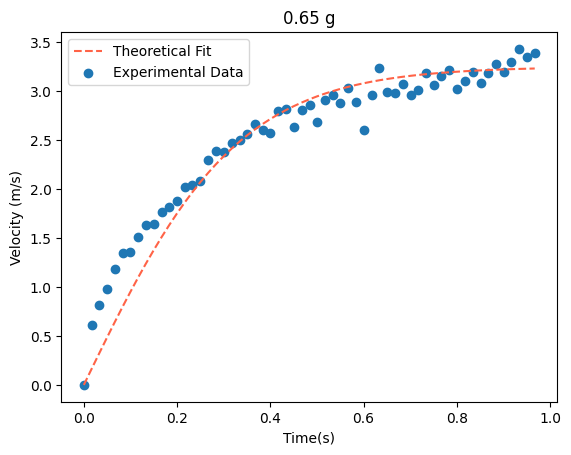 0.65 g
Theoretical Fit
Experimental Data
Velocity (m/s)
3.5
3.0
2.5
2.0
1.5
1.0
0.5
0.0
0.0 0.2 0.4 0.6 0.8 1.0
Time(s)